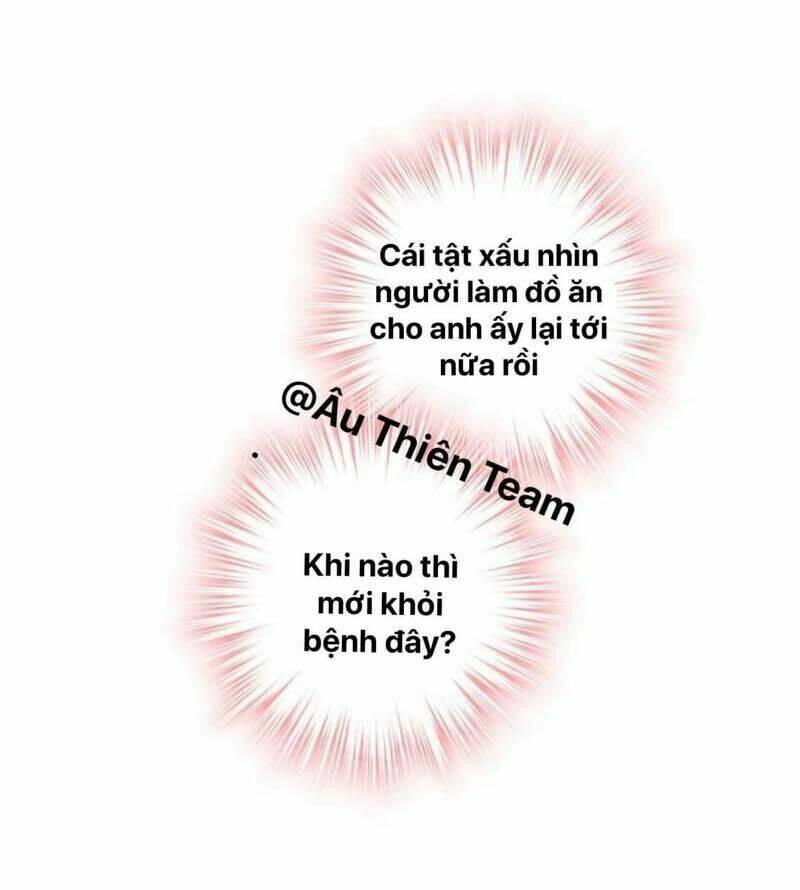 Cái tật xấu nhìn
người làm đồ ăn
cho anh ấy lại tới
nữa rồi
@Âu Thiên Team
Khi nào thì
mới khỏi
bệnh đây?